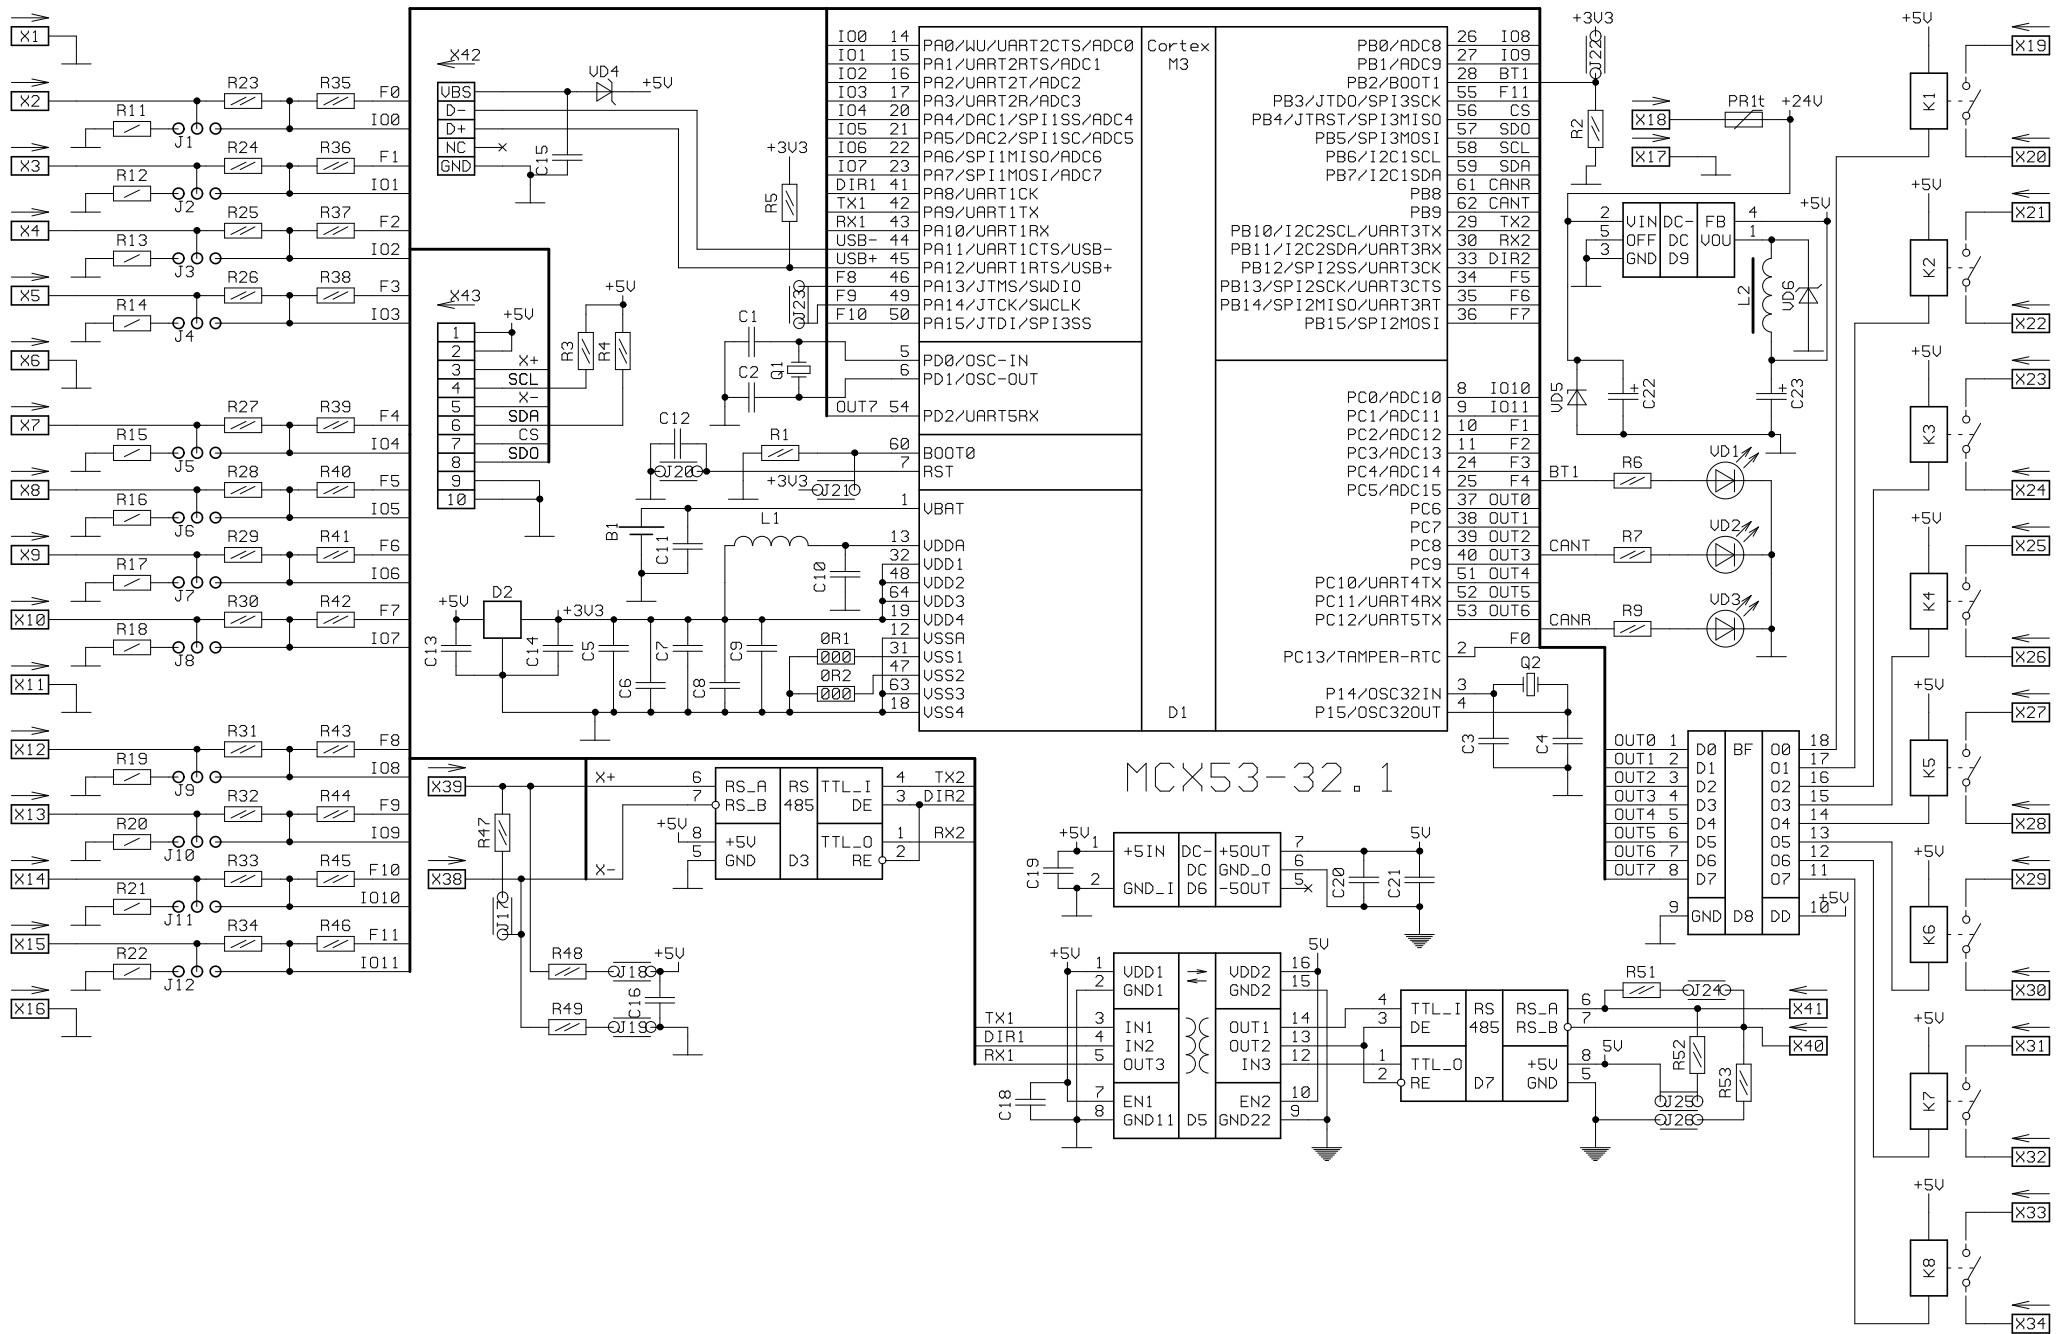 X1
X2 R23 R35 F0
R11 J1 IO0
X3 R24 R36 F1
R12 J2 IO1
X4 R25 R37 F2
R13 J3 IO2
X5 R26 R38 F3
R14 J4 IO3
X6
X7 R27 R39 F4
R15 J5 IO4
X8 R28 R40 F5
R16 J6 IO5
X9 R29 R41 F6
R17 J7 IO6
X10 R30 R42 F7
R18 J8 IO7
X11
X12 R31 R43 F8
R19 J9 IO8
X13 R32 R44 F9
R20 J10 IO9
X14 R33 R45 F10
R21 J11 IO10
X15 R34 R46 F11
R22 J12 IO11
X16
X42
VBS VD4 +5V
D-
D+
NC
GND C15
+3V3
R5
X43
+5V
1
2
3 X+
4 SCL
5 X-
6 SDA
7 CS
8 SDO
9
10
+5V
R3 R4
J23
C1
C2
Q1
C12
J20
R1
+3V3 J21
B1 C11
L1
C10
+5V D2 +3V3
C13 C14 C5 C6 C7 C8 C9
0R1
000
0R2
000
Cortex
M3
D1
IO0 14 PA0/WU/UART2CTS/ADC0
IO1 15 PA1/UART2RTS/ADC1
IO2 16 PA2/UART2T/ADC2
IO3 17 PA3/UART2R/ADC3
IO4 20 PA4/DAC1/SPI1SS/ADC4
IO5 21 PA5/DAC2/SPI1SC/ADC5
IO6 22 PA6/SPI1MISO/ADC6
IO7 23 PA7/SPI1MOSI/ADC7
DIR1 41 PA8/UART1CK
TX1 42 PA9/UART1TX
RX1 43 PA10/UART1RX
USB- 44 PA11/UART1CTS/USB-
USB+ 45 PA12/UART1RTS/USB+
F8 46 PA13/JTMS/SWDIO
F9 49 PA14/JTCK/SWCLK
F10 50 PA15/JTDI/SPI3SS
5 PD0/OSC-IN
6 PD1/OSC-OUT
OUT7 54 PD2/UART5RX
60 BOOT0
7 RST
1 VBAT
13 VDDA
32 VDD1
48 VDD2
64 VDD3
19 VDD4
12 VSSA
31 VSS1
47 VSS2
63 VSS3
18 VSS4
PB0/ADC8 26 IO8
PB1/ADC9 27 IO9
PB2/BOOT1 28 BT1
PB3/JTDO/SPI3SCK 55 F11
PB4/JTRST/SPI3MISO 56 CS
PB5/SPI3MOSI 57 SDO
PB6/I2C1SCL 58 SCL
PB7/I2C1SDA 59 SDA
PB8 61 CANR
PB9 62 CANT
PB10/I2C2SCL/UART3TX 29 TX2
PB11/I2C2SDA/UART3RX 30 RX2
PB12/SPI2SS/UART3CK 33 DIR2
PB13/SPI2SCK/UART3CTS 34 F5
PB14/SPI2MISO/UART3RT 35 F6
PB15/SPI2MOSI 36 F7
PC0/ADC10 8 IO10
PC1/ADC11 9 IO11
PC2/ADC12 10 F1
PC3/ADC13 11 F2
PC4/ADC14 24 F3
PC5/ADC15 25 F4
PC6 37 OUT0
PC7 38 OUT1
PC8 39 OUT2
PC9 40 OUT3
PC10/UART4TX 51 OUT4
PC11/UART4RX 52 OUT5
PC12/UART5TX 53 OUT6
PC13/TAMPER-RTC 2 F0
P14/OSC32IN 3
P15/OSC32OUT 4
Q2
C3 C4
+3V3
J22
R2
X18 PR1t +24V
X17
2 VIN DC- FB 4 +5V
5 OFF DC VOU 1
3 GND D9
L2 VD6
VD5 C22 C23
BT1 R6 VD1
CANT R7 VD2
CANR R9 VD3
OUT0 1 D0 BF O0 18
OUT1 2 D1 O1 17
OUT2 3 D2 O2 16
OUT3 4 D3 O3 15
OUT4 5 D4 O4 14
OUT5 6 D5 O5 13
OUT6 7 D6 O6 12
OUT7 8 D7 O7 11
9 GND D8 DD 10 +5V
+5V X19
K1
X20
+5V X21
K2
X22
+5V X23
K3
X24
+5V X25
K4
X26
+5V X27
K5
X28
+5V X29
K6
X30
+5V X31
K7
X32
+5V X33
K8
X34
X39 X+ 6 RS_A RS TTL_I 4 TX2
7 RS_B 485 DE 3 DIR2
R47
+5V 8 +5V TTL_O 1 RX2
5 GND D3 RE 2
X38 X-
J17
R48 J18 +5V
C16
R49 J19
MCX53-32.1
+5V 1 +5IN DC- +5OUT 7 5V
C19 DC GND_O 6 C20 C21
2 GND_I D6 -5OUT 5
+5V 1 VDD1 VDD2 16 5V
2 GND1 GND2 15
TX1 3 IN1 OUT1 14
DIR1 4 IN2 OUT2 13
RX1 5 OUT3 IN3 12
C18 7 EN1 EN2 10
8 GND11 D5 GND22 9
4 TTL_I RS RS_A 6
3 DE 485 RS_B 7
1 TTL_O +5V 8 5V
2 RE D7 GND 5
R51 J24
X41
X40
R52 R53
J25
J26